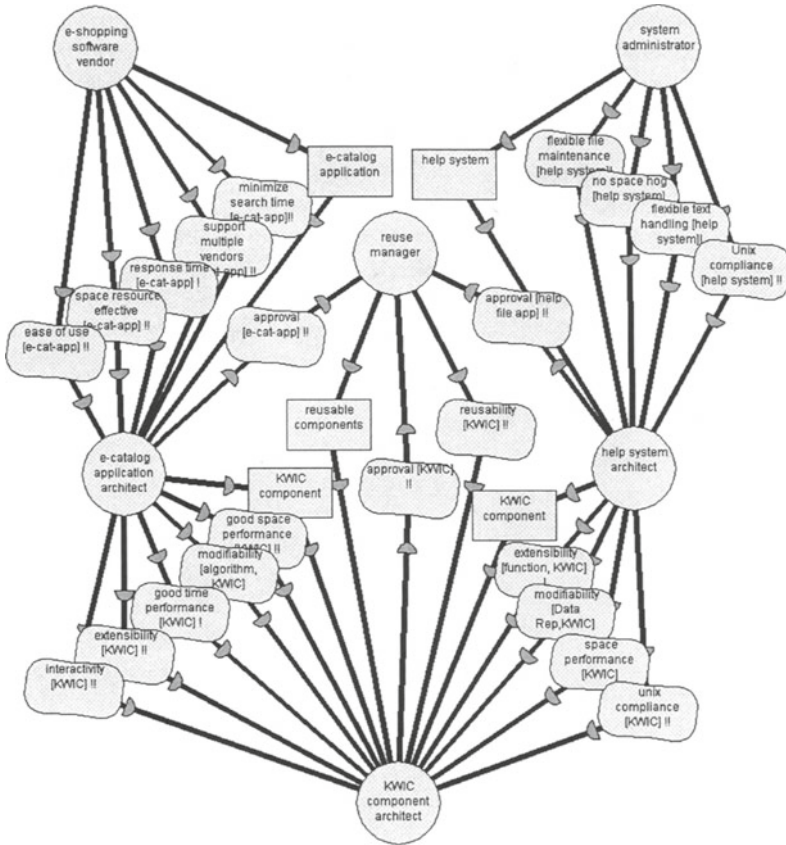 e-shopping
software
vendor
system
administrator
e-catalog
application
help system
flexible file
maintenance
[help system]!!
no space hog
[help system]
flexible text
handling [help
system]!!
Unix
compliance
[help system] !!
minimize
search time
[e-cat-app]!!
support
multiple
vendors
app] !!
response time
[e-cat-app] !
space resource
effective
[e-cat-app] !!
ease of use
[e-cat-app] !!
reuse
manager
approval
[e-cat-app] !!
approval [help
file app] !!
reusable
components
reusability
[KWIC] !!
approval [KWIC]
!!
e-catalog
application
architect
help system
architect
KWIC
component
good space
performance
[KWIC] !!
modifiability
[algorithm,
KWIC]
good time
performance
[KWIC] !
extensibility
[KWIC] !!
interactivity
[KWIC] !!
KWIC
component
extensibility
[function, KWIC]
modifiability
[Data
Rep,KWIC]
space
performance
[KWIC]
unix
compliance
[KWIC] !!
KWIC
component
architect